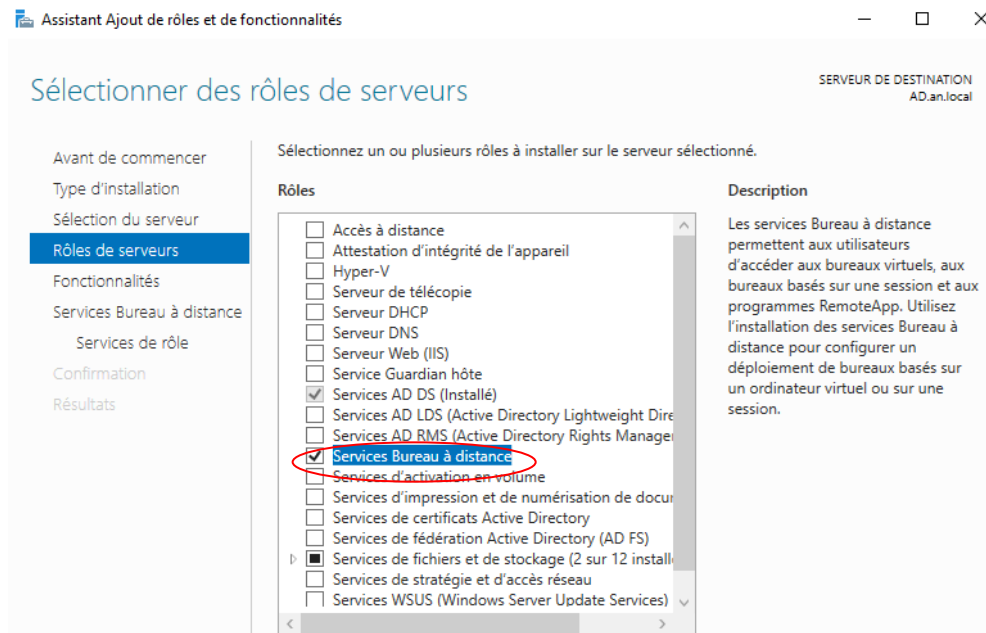 Assistant Ajout de rôles et de fonctionnalités
Sélectionner des rôles de serveurs
SERVEUR DE DESTINATION
AD.an.local
Avant de commencer
Type d'installation
Sélection du serveur
Rôles de serveurs
Fonctionnalités
Services Bureau à distance
Services de rôle
Confirmation
Résultats
Sélectionnez un ou plusieurs rôles à installer sur le serveur sélectionné.
Rôles
Accès à distance
Attestation d'intégrité de l'appareil
Hyper-V
Serveur de télécopie
Serveur DHCP
Serveur DNS
Serveur Web (IIS)
Service Guardian hôte
Services AD DS (Installé)
Services AD LDS (Active Directory Lightweight Dire
Services AD RMS (Active Directory Rights Manager
Services Bureau à distance
Services d'activation en volume
Services d'impression et de numérisation de docur
Services de certificats Active Directory
Services de fédération Active Directory (AD FS)
Services de fichiers et de stockage (2 sur 12 installe
Services de stratégie et d'accès réseau
Services WSUS (Windows Server Update Services)
Description
Les services Bureau à distance
permettent aux utilisateurs
d'accéder aux bureaux virtuels, aux
bureaux basés sur une session et aux
programmes RemoteApp. Utilisez
l'installation des services Bureau à
distance pour configurer un
déploiement de bureaux basés sur
un ordinateur virtuel ou sur une
session.